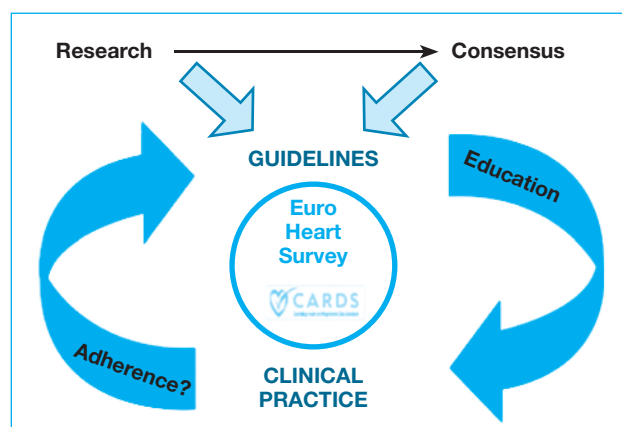 Research
Consensus
GUIDELINES
Education
Euro
Heart
Survey
CARDS
Adherence?
CLINICAL
PRACTICE